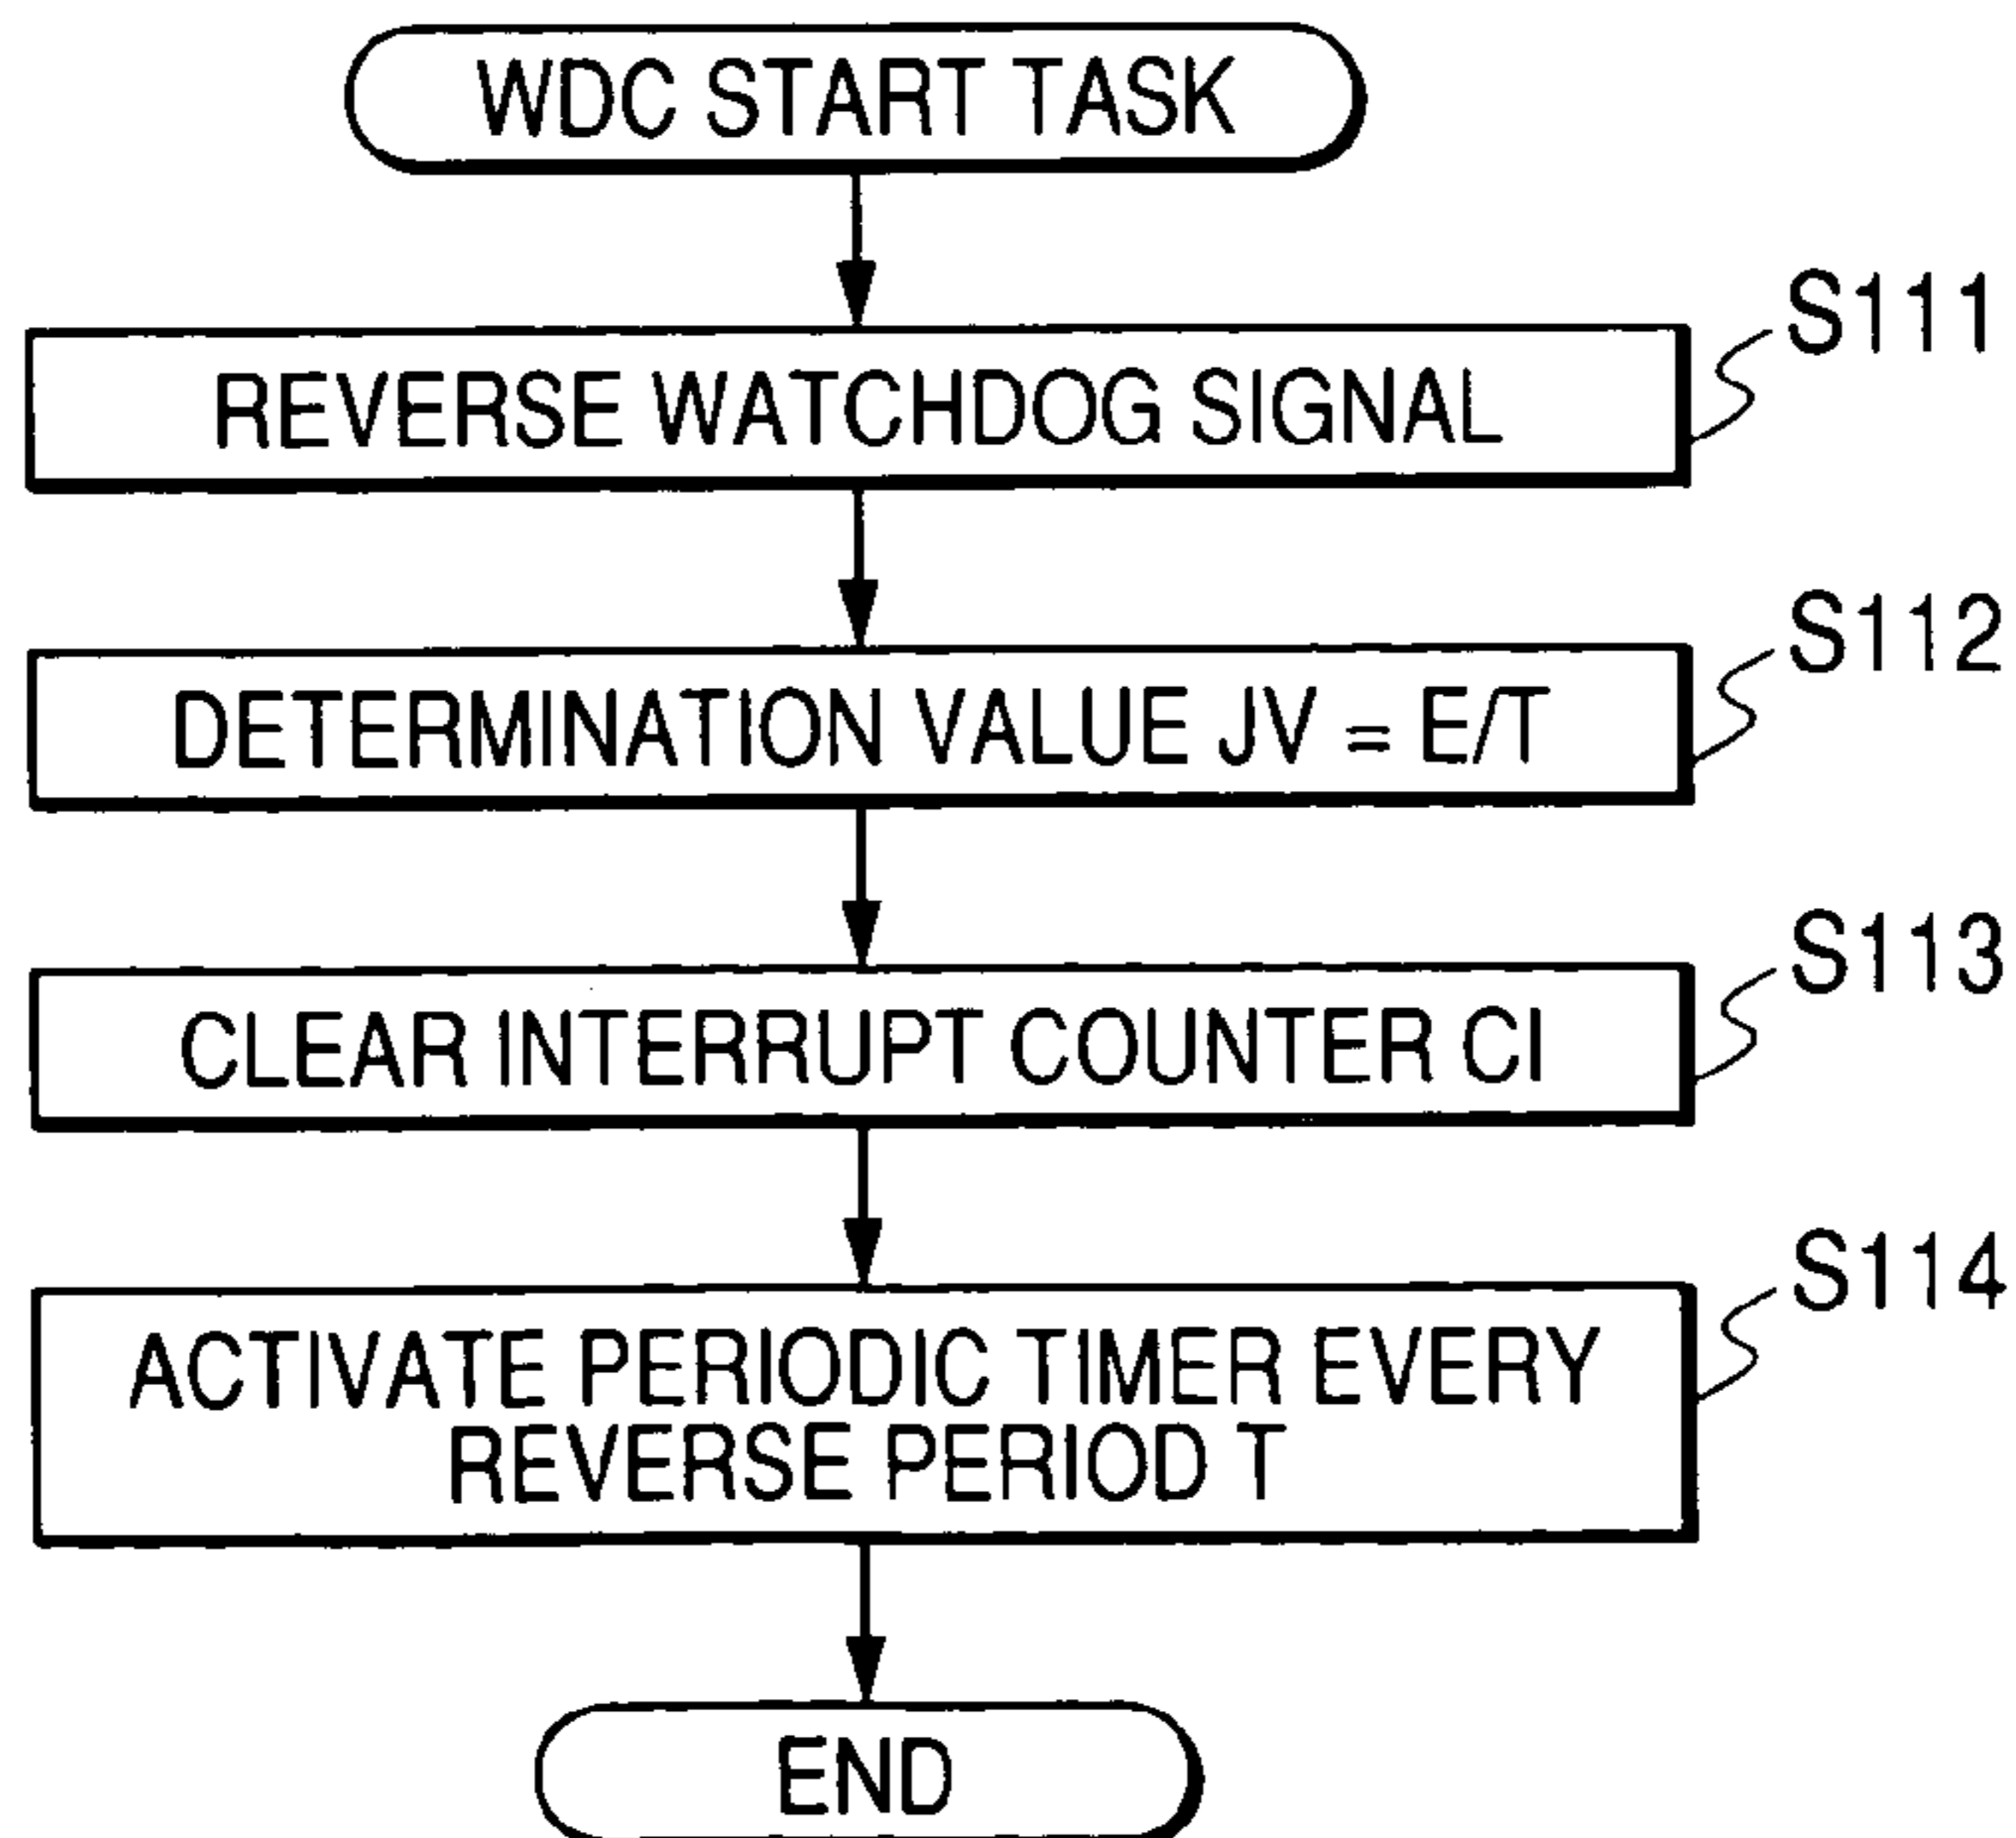 WDC START TASK
S111
REVERSE WATCHDOG SIGNAL
S112
DETERMINATION VALUE JV = E/T
S113
CLEAR INTERRUPT COUNTER CI
S114
ACTIVATE PERIODIC TIMER EVERY
REVERSE PERIOD T
END